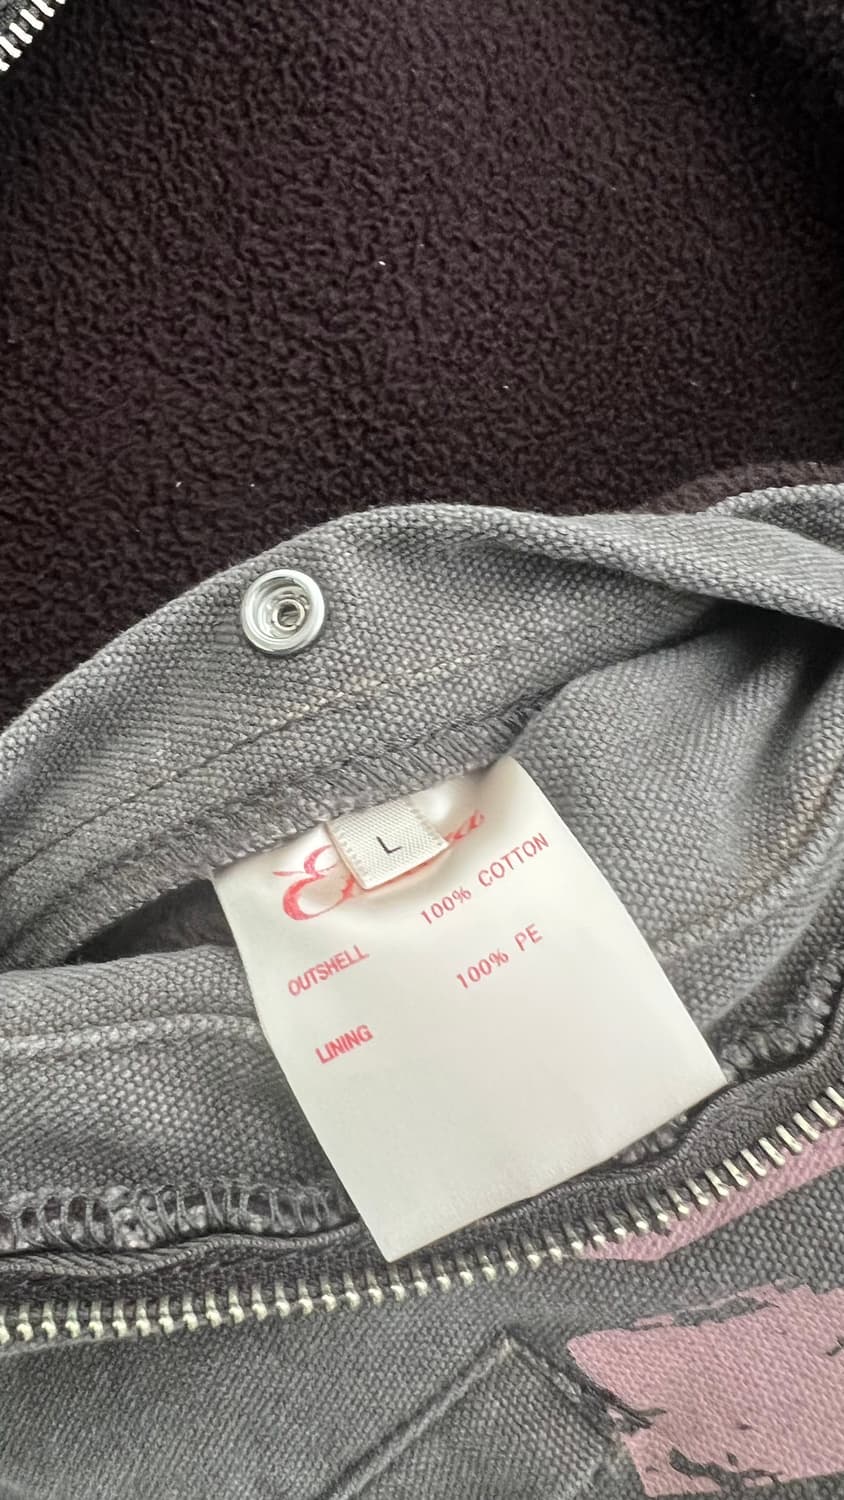 L
100% COTTON
OUTSHELL
100% PE
LINING